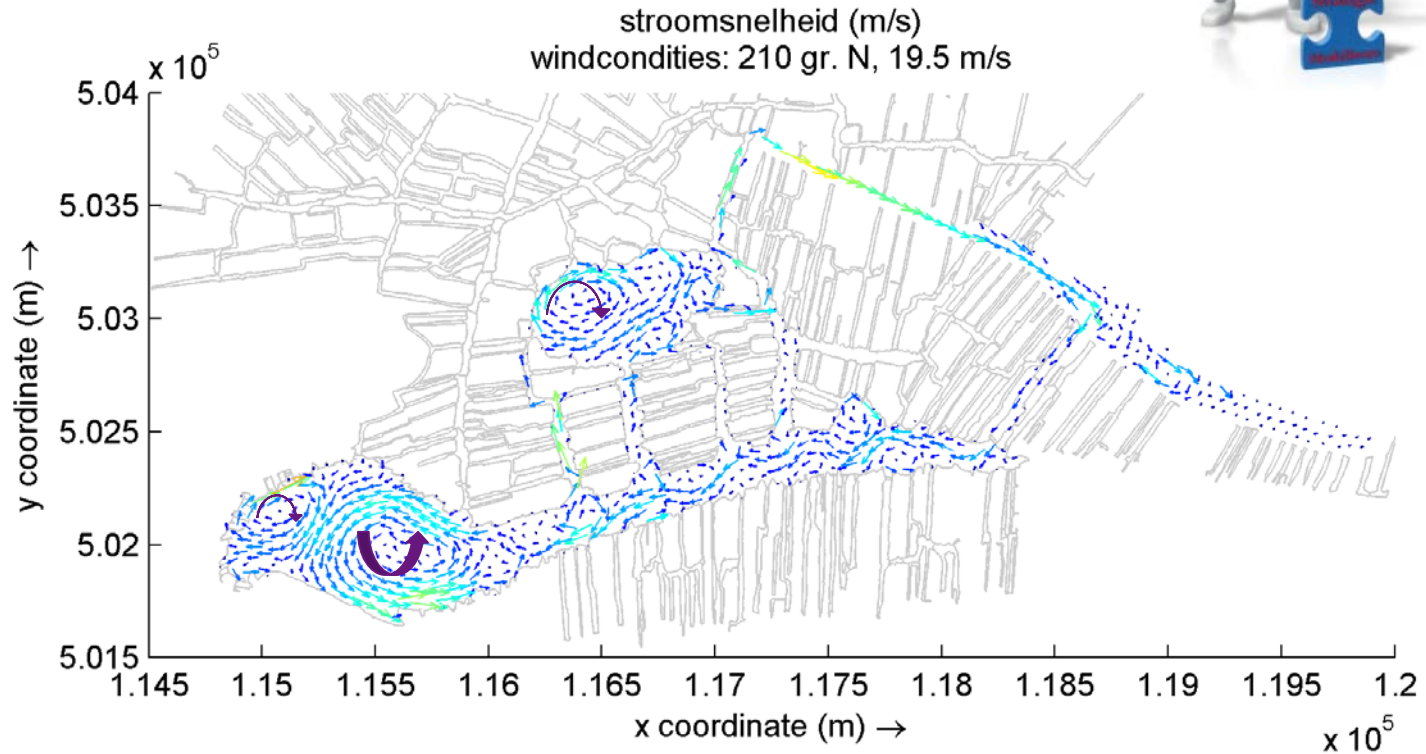 stroomsnelheid (m/s)
windcondities: 210 gr. N, 19.5 m/s
x 10^5
5.04
5.035
5.03
5.025
5.02
5.015
y coordinate (m) →
1.145 1.15 1.155 1.16 1.165 1.17 1.175 1.18 1.185 1.19 1.195 1.2
x coordinate (m) →
x 10^5